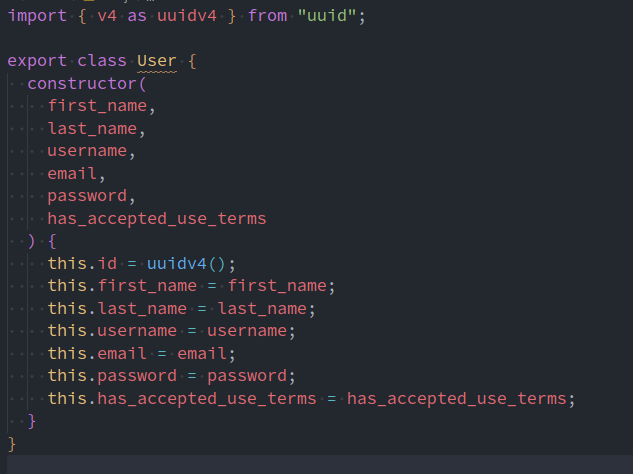 import { v4 as uuidv4 } from "uuid";
export class User {
constructor(
first_name,
last_name,
username,
email,
password,
has_accepted_use_terms
) {
this.id = uuidv4();
this.first_name = first_name;
this.last_name = last_name;
this.username = username;
this.email = email;
this.password = password;
this.has_accepted_use_terms = has_accepted_use_terms;
}
}